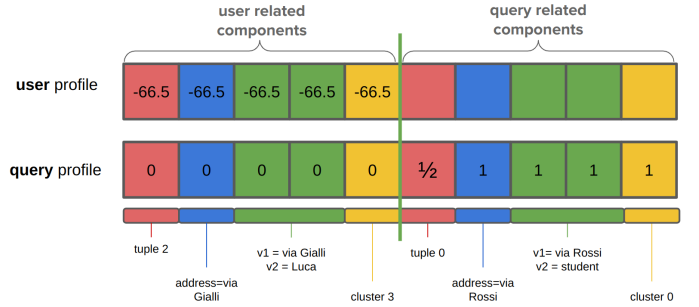 user related
components
query related
components
user profile
-66.5 -66.5 -66.5 -66.5 -66.5
query profile
0 0 0 0 0 ½ 1 1 1 1
tuple 2
address=via
Gialli
v1 = via Gialli
v2 = Luca
cluster 3
tuple 0
address=via
Rossi
v1= via Rossi
v2 = student
cluster 0